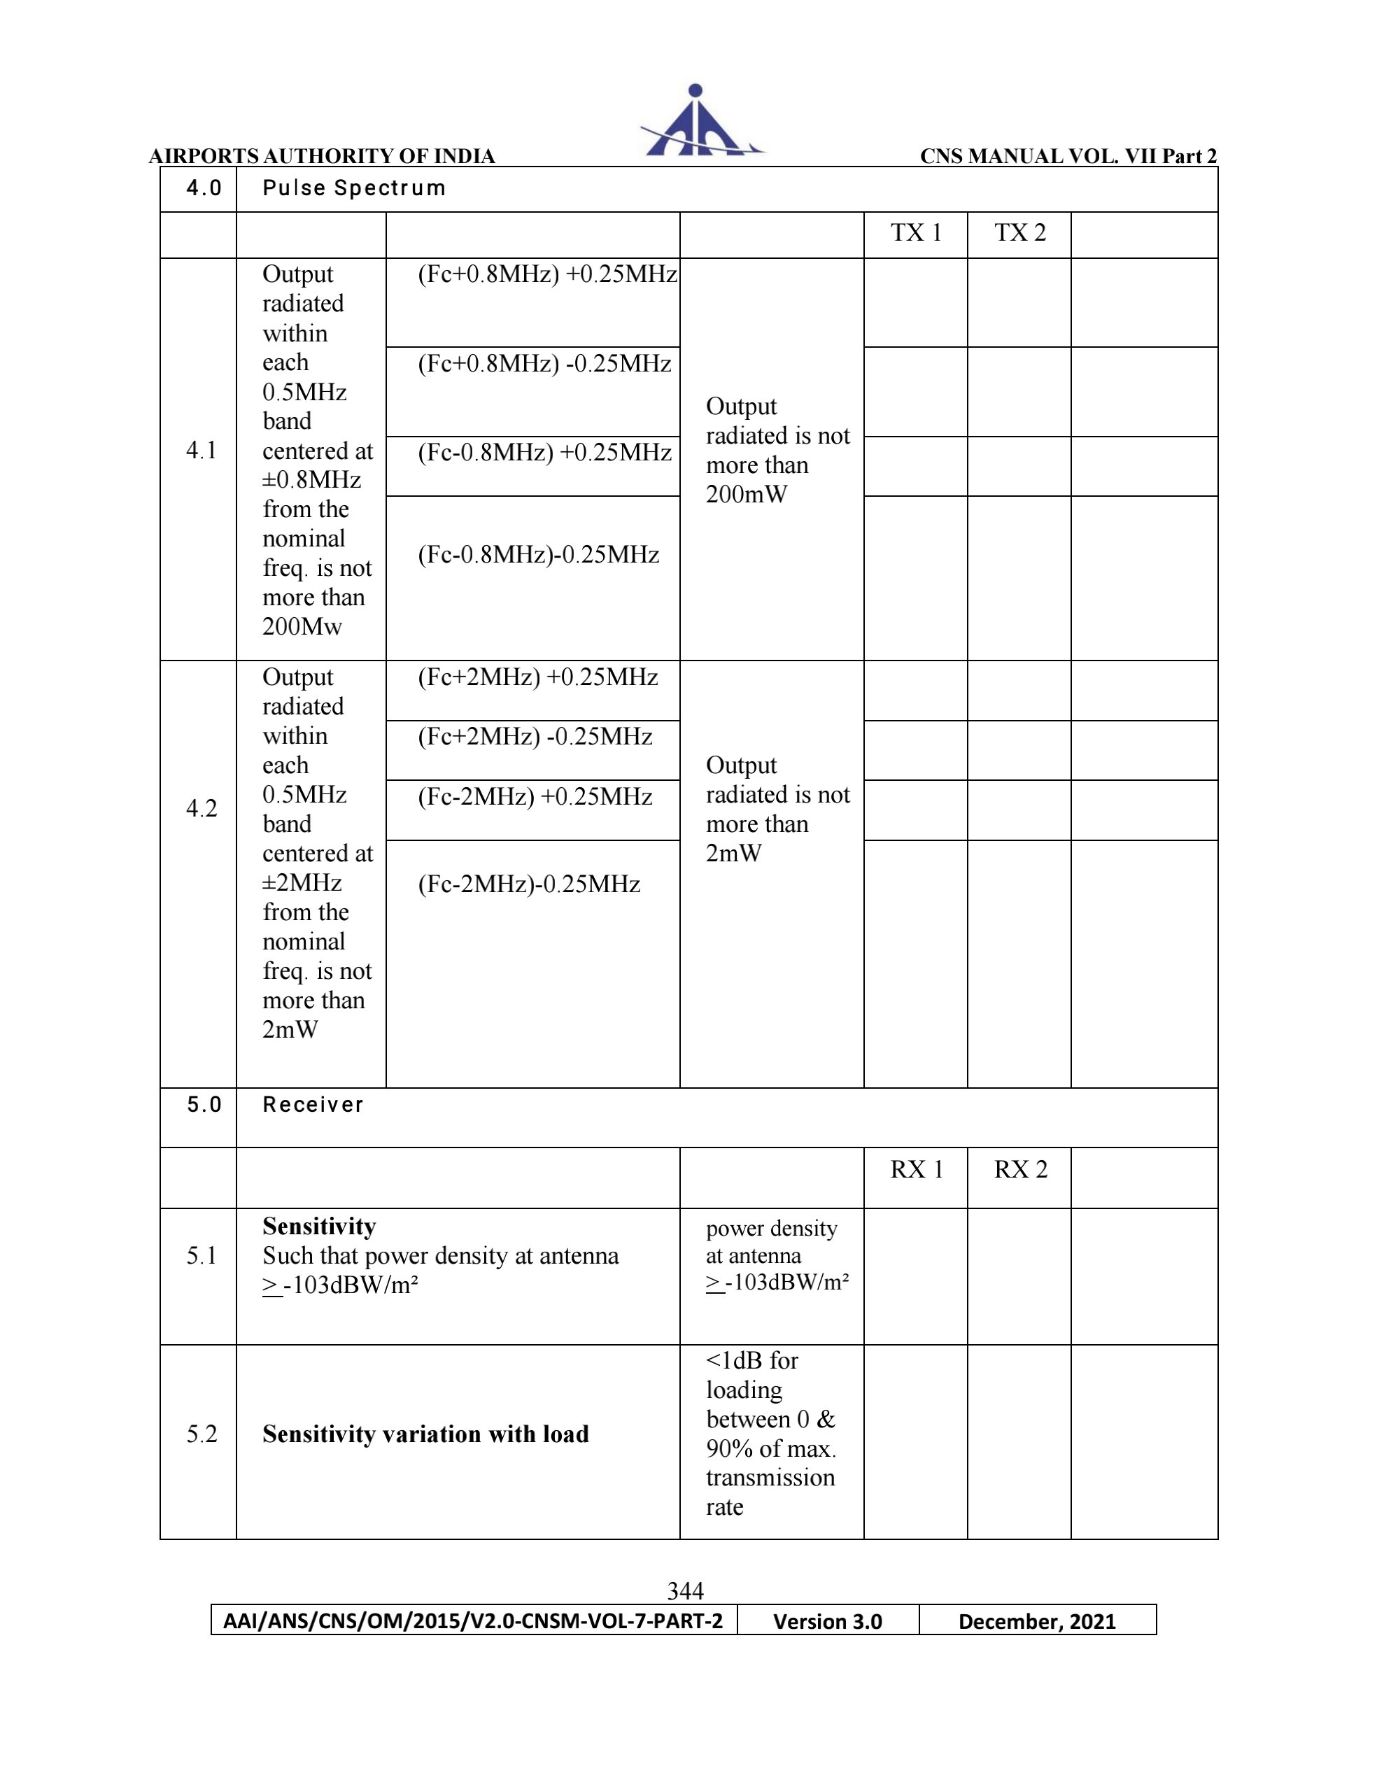 AIRPORTS AUTHORITY OF INDIA
CNS MANUAL VOL. VII Part 2
4.0 Pulse Spectrum
TX 1 TX 2
4.1
Output
radiated
within
each
0.5MHz
band
centered at
±0.8MHz
from the
nominal
freq. is not
more than
200Mw
(Fc+0.8MHz) +0.25MHz
(Fc+0.8MHz) -0.25MHz
(Fc-0.8MHz) +0.25MHz
(Fc-0.8MHz)-0.25MHz
Output
radiated is not
more than
200mW
4.2
Output
radiated
within
each
0.5MHz
band
centered at
±2MHz
from the
nominal
freq. is not
more than
2mW
(Fc+2MHz) +0.25MHz
(Fc+2MHz) -0.25MHz
(Fc-2MHz) +0.25MHz
(Fc-2MHz)-0.25MHz
Output
radiated is not
more than
2mW
5.0 Receiver
RX 1 RX 2
5.1
Sensitivity
Such that power density at antenna
> -103dBW/m²
power density
at antenna
> -103dBW/m²
5.2
Sensitivity variation with load
<1dB for
loading
between 0 &
90% of max.
transmission
rate
344
AAI/ANS/CNS/OM/2015/V2.0-CNSM-VOL-7-PART-2 Version 3.0 December, 2021